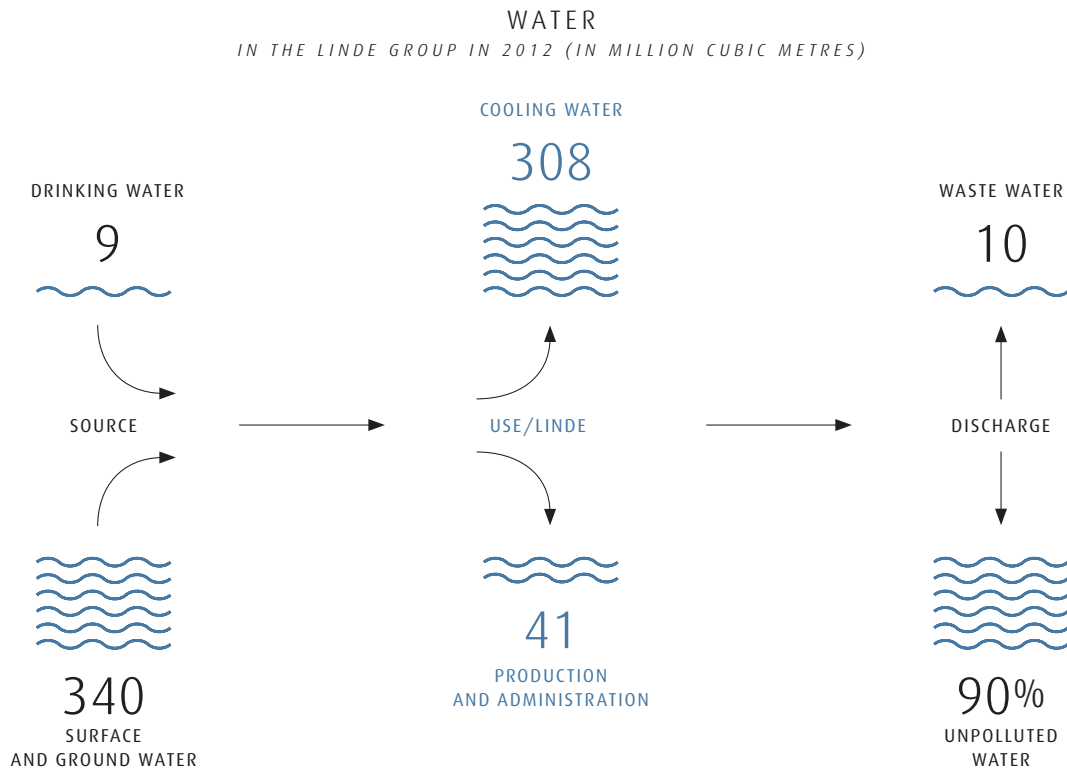 WATER
IN THE LINDE GROUP IN 2012 (IN MILLION CUBIC METRES)
COOLING WATER
308
DRINKING WATER
9
WASTE WATER
10
SOURCE
USE/LINDE
DISCHARGE
41
PRODUCTION
AND ADMINISTRATION
340
SURFACE
AND GROUND WATER
90%
UNPOLLUTED
WATER